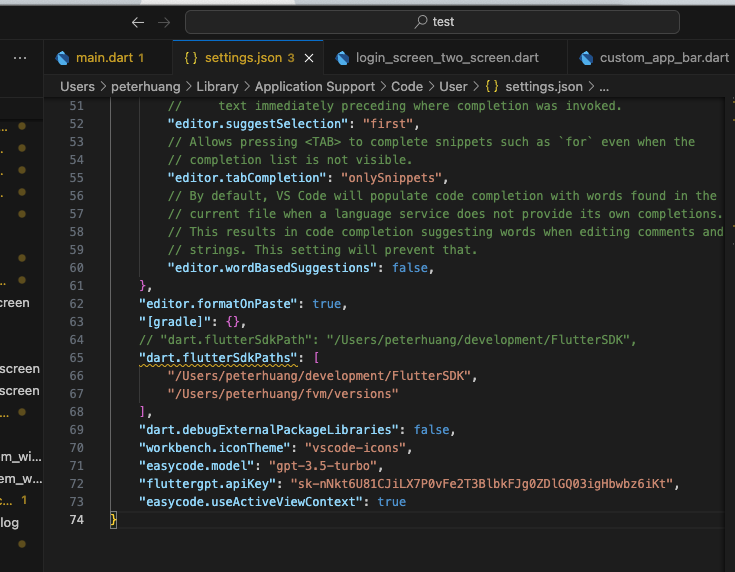 test
main.dart 1
{ } settings.json 3
login_screen_two_screen.dart
custom_app_bar.dart
Users > peterhuang > Library > Application Support > Code > User > { } settings.json > ...
51 // text immediately preceding where completion was invoked.
52 "editor.suggestSelection": "first",
53 // Allows pressing <TAB> to complete snippets such as `for` even when the
54 // completion list is not visible.
55 "editor.tabCompletion": "onlySnippets",
56 // By default, VS Code will populate code completion with words found in the
57 // current file when a language service does not provide its own completions.
58 // This results in code completion suggesting words when editing comments and
59 // strings. This setting will prevent that.
60 "editor.wordBasedSuggestions": false,
61 },
62 "editor.formatOnPaste": true,
63 "[gradle]": {},
64 // "dart.flutterSdkPath": "/Users/peterhuang/development/FlutterSDK",
65 "dart.flutterSdkPaths": [
66 "/Users/peterhuang/development/FlutterSDK",
67 "/Users/peterhuang/fvm/versions"
68 ],
69 "dart.debugExternalPackageLibraries": false,
70 "workbench.iconTheme": "vscode-icons",
71 "easycode.model": "gpt-3.5-turbo",
72 "fluttergpt.apiKey": "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",
73 "easycode.useActiveViewContext": true
74 }
creen
screen
screen
m_wi...
em_w...
c... 1
log